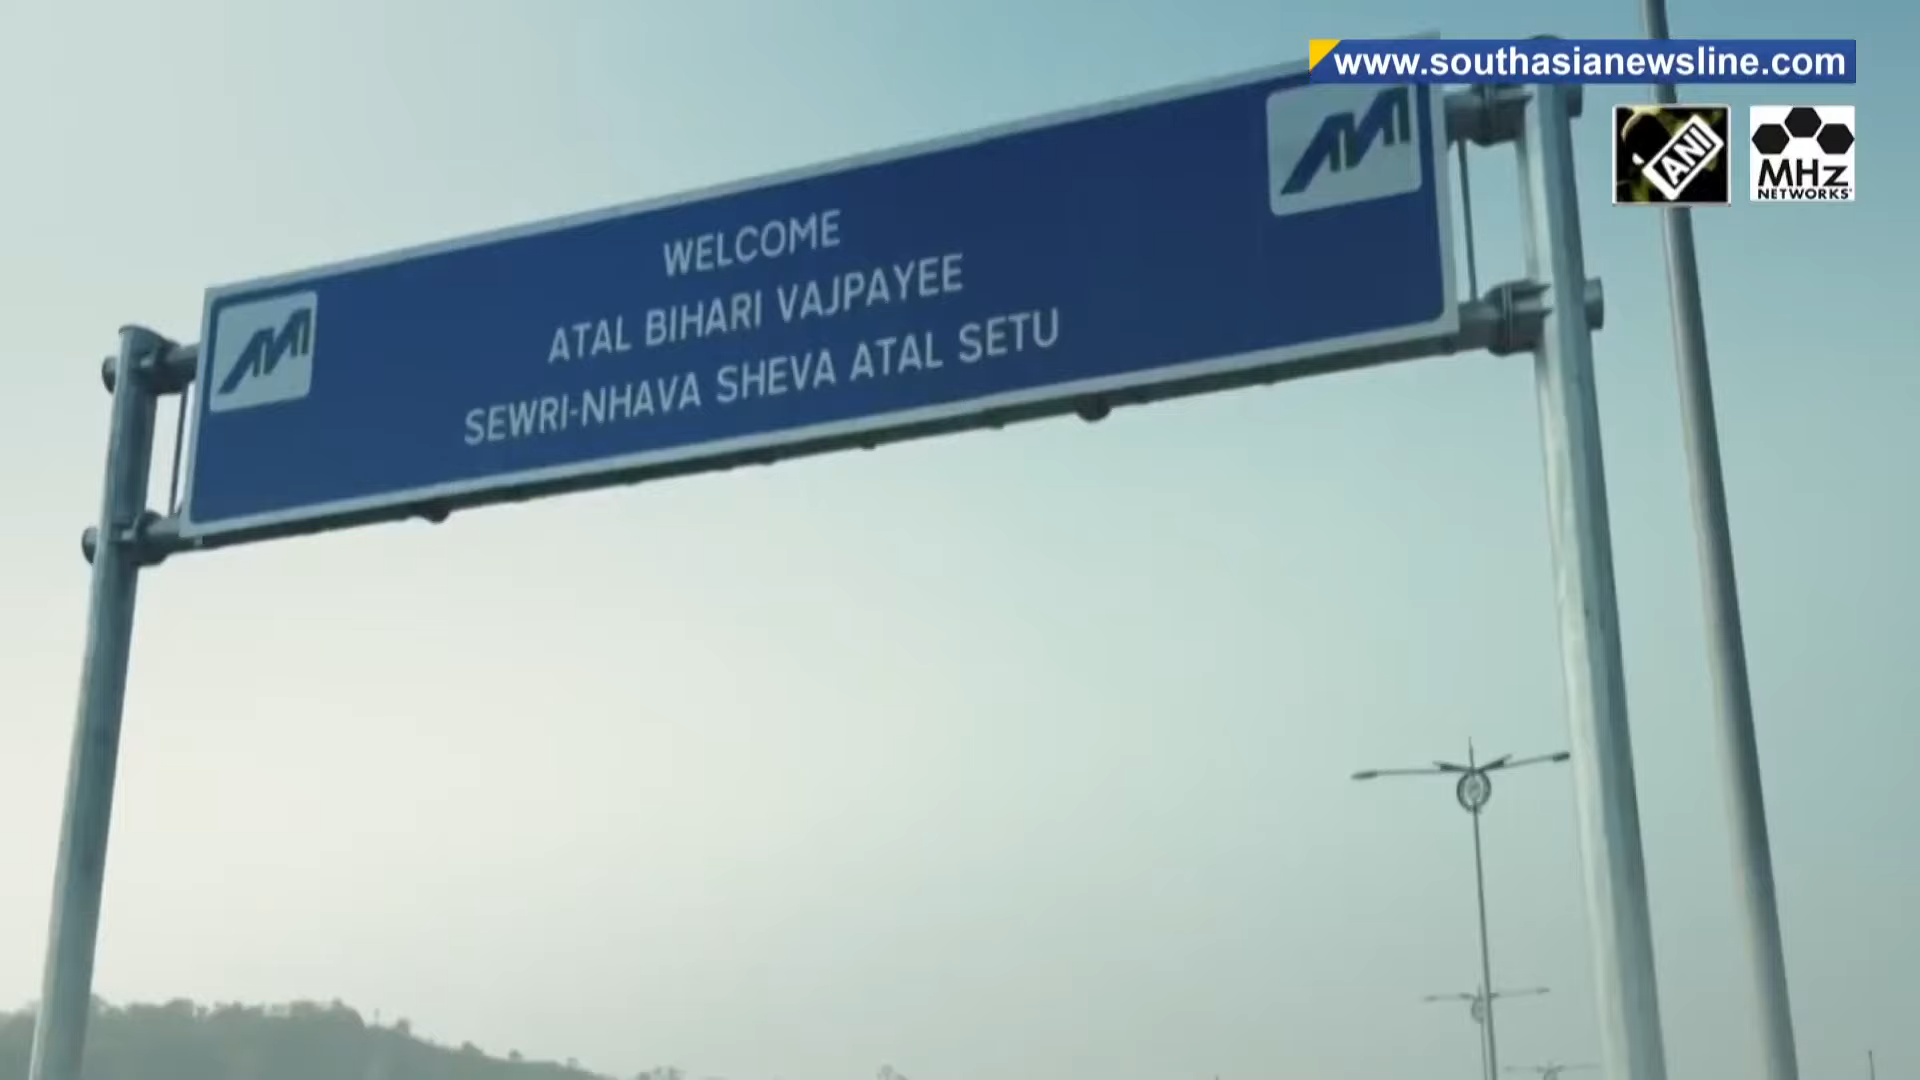 www.southasianewsline.com
ANI
MHz
NETWORKS
WELCOME
ATAL BIHARI VAJPAYEE
SEWRI-NHAVA SHEVA ATAL SETU